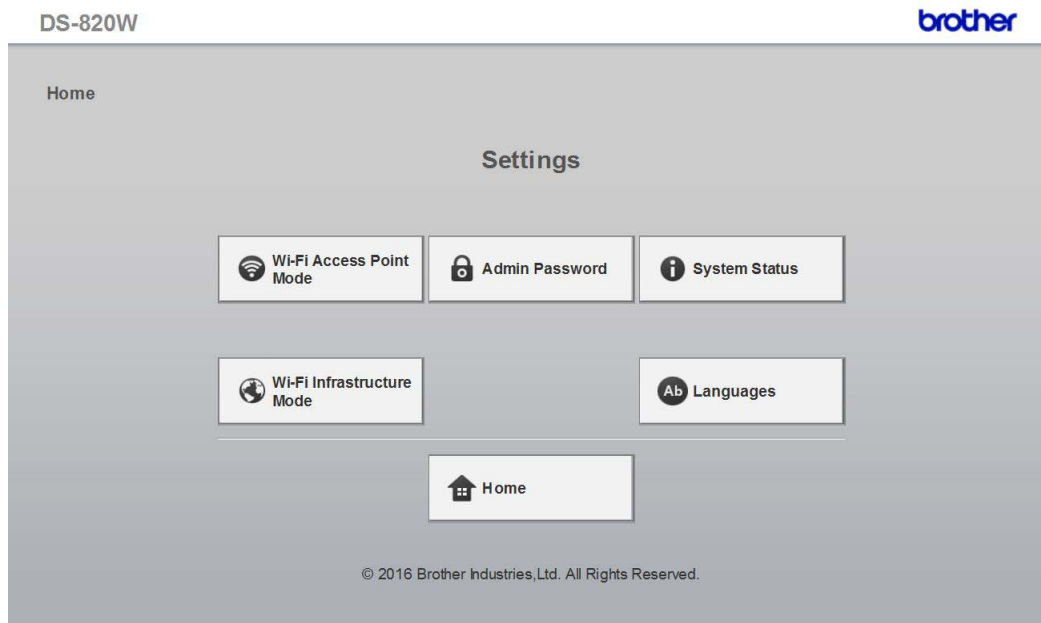 DS-820W
brother
Home
Settings
Wi-Fi Access Point
Mode
Admin Password
System Status
Wi-Fi Infrastructure
Mode
Ab
Languages
Home
© 2016 Brother Industries,Ltd. All Rights Reserved.